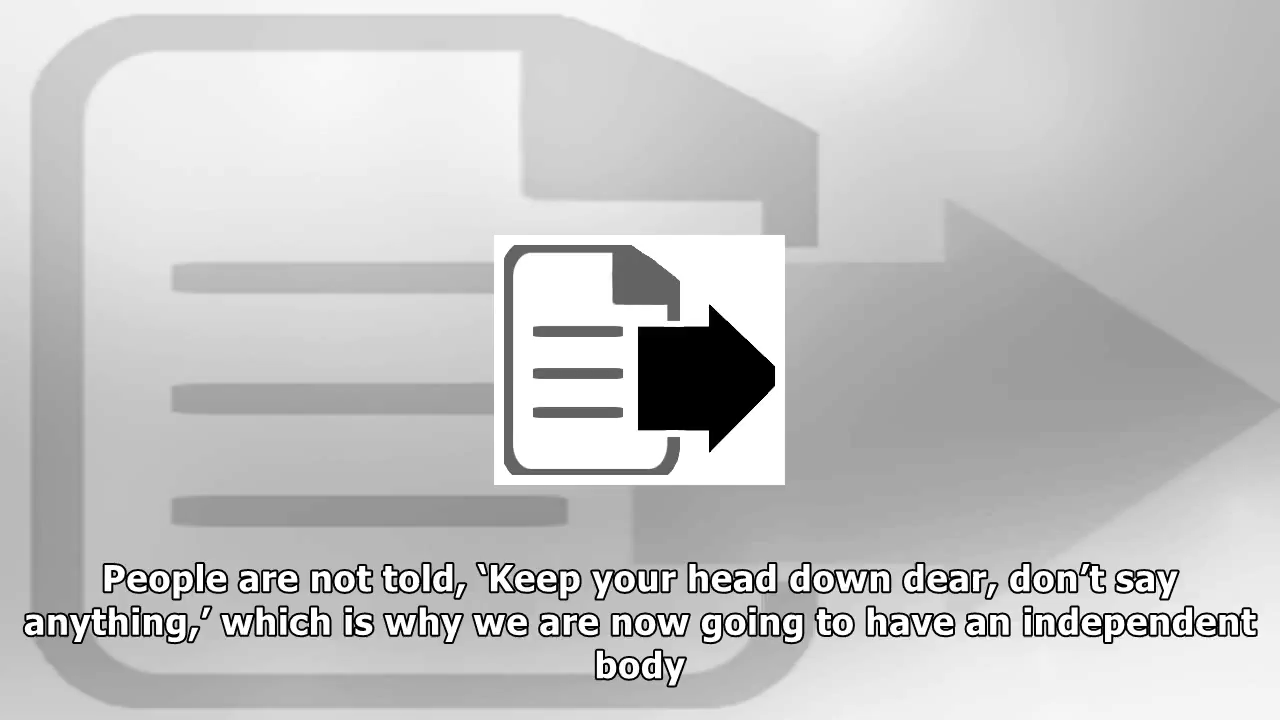 People are not told, ‘Keep your head down dear, don’t say
anything,’ which is why we are now going to have an independent
body